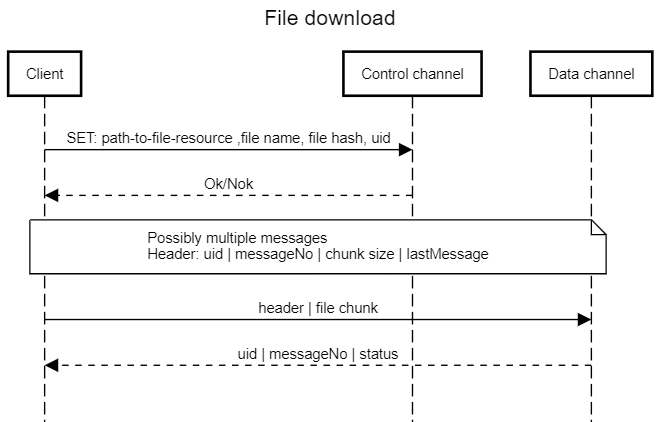 File download
Client
Control channel
Data channel
SET: path-to-file-resource ,file name, file hash, uid
Ok/Nok
Possibly multiple messages
Header: uid | messageNo | chunk size | lastMessage
header | file chunk
uid | messageNo | status